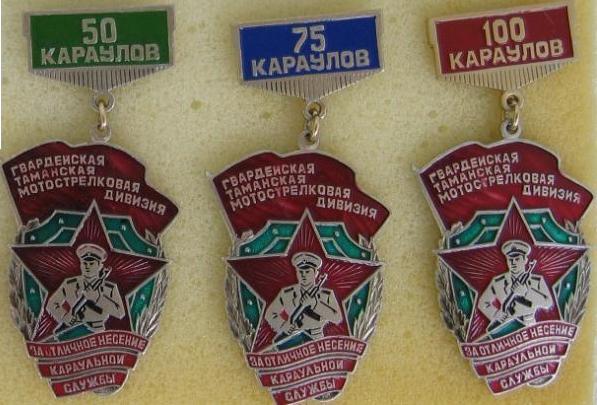 50
КАРАУЛОВ
ГВАРДЕЙСКАЯ
ТАМАНСКАЯ
МОТОСТРЕЛКОВАЯ
ДИВИЗИЯ
ЗА ОТЛИЧНОЕ НЕСЕНИЕ
КАРАУЛЬНОЙ
СЛУЖБЫ
75
КАРАУЛОВ
ГВАРДЕЙСКАЯ
ТАМАНСКАЯ
МОТОСТРЕЛКОВАЯ
ДИВИЗИЯ
ЗА ОТЛИЧНОЕ НЕСЕНИЕ
КАРАУЛЬНОЙ
СЛУЖБЫ
100
КАРАУЛОВ
ГВАРДЕЙСКАЯ
ТАМАНСКАЯ
МОТОСТРЕЛКОВАЯ
ДИВИЗИЯ
ЗА ОТЛИЧНОЕ НЕСЕНИЕ
КАРАУЛЬНОЙ
СЛУЖБЫ